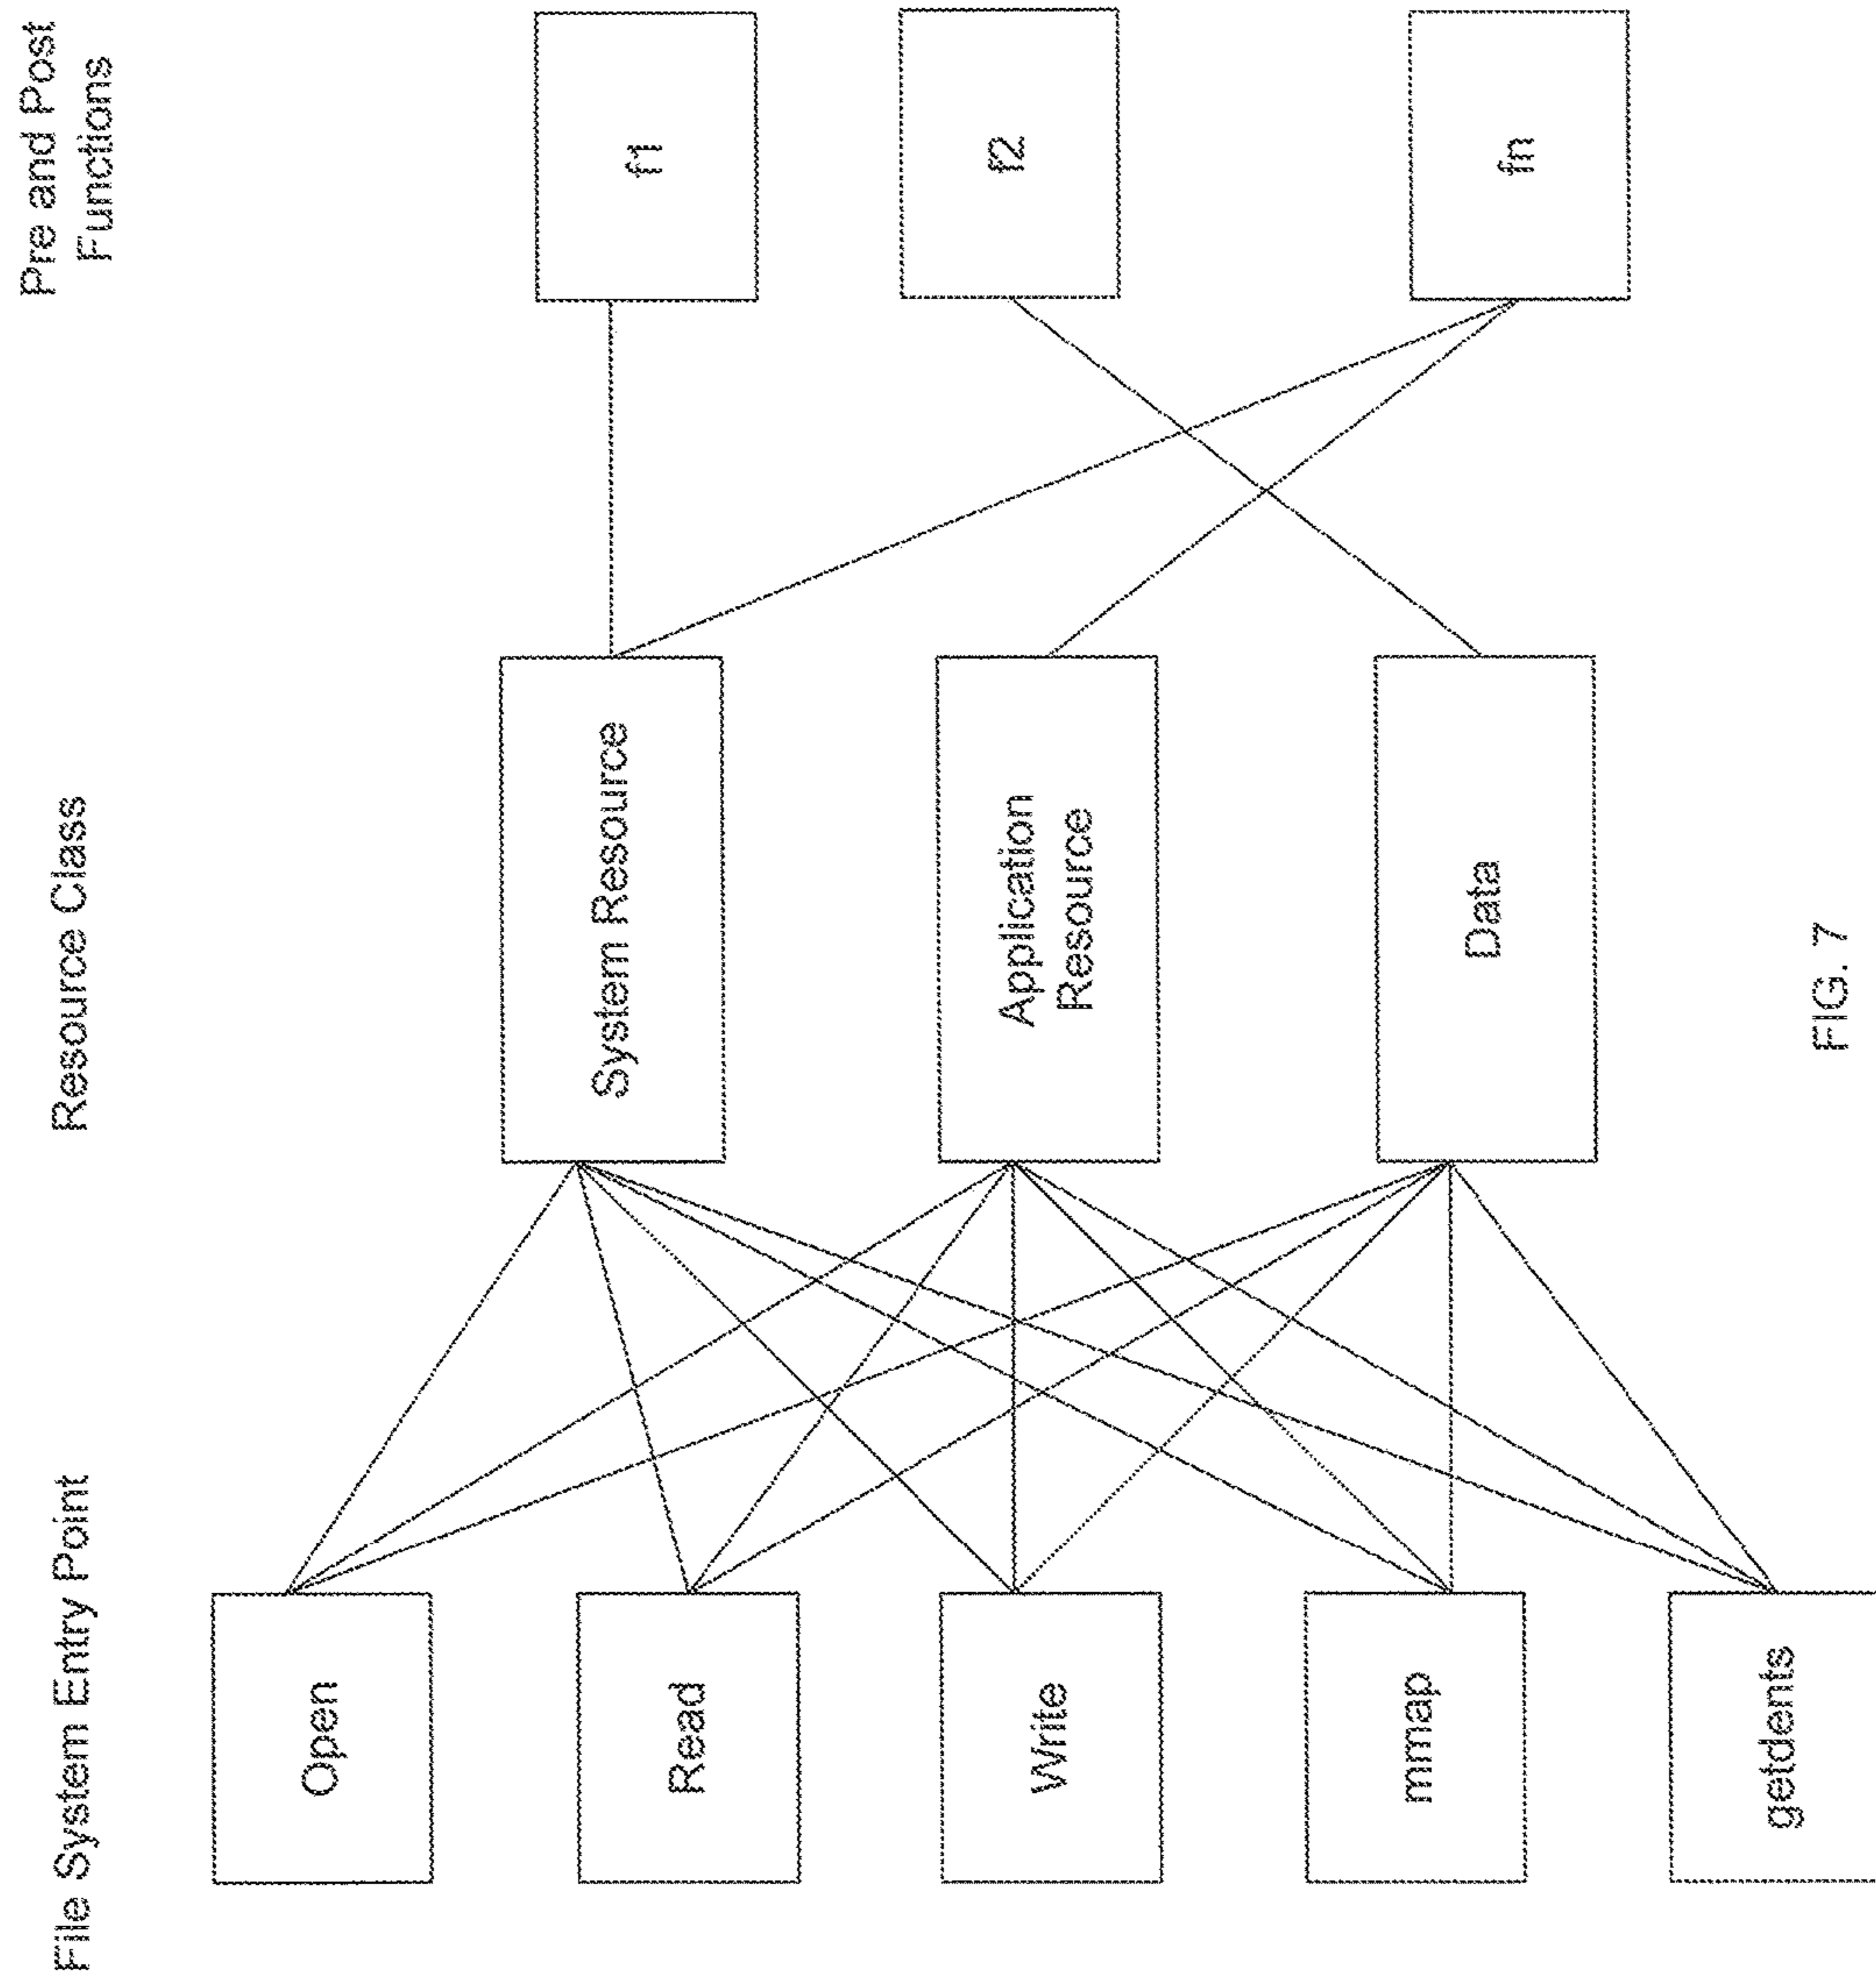 File System Entry Point
Resource Class
Pre and Post
Functions
Open
Read
Write
mmap
getdents
System Resource
Application
Resource
Data
f1
f2
fn
FIG. 7